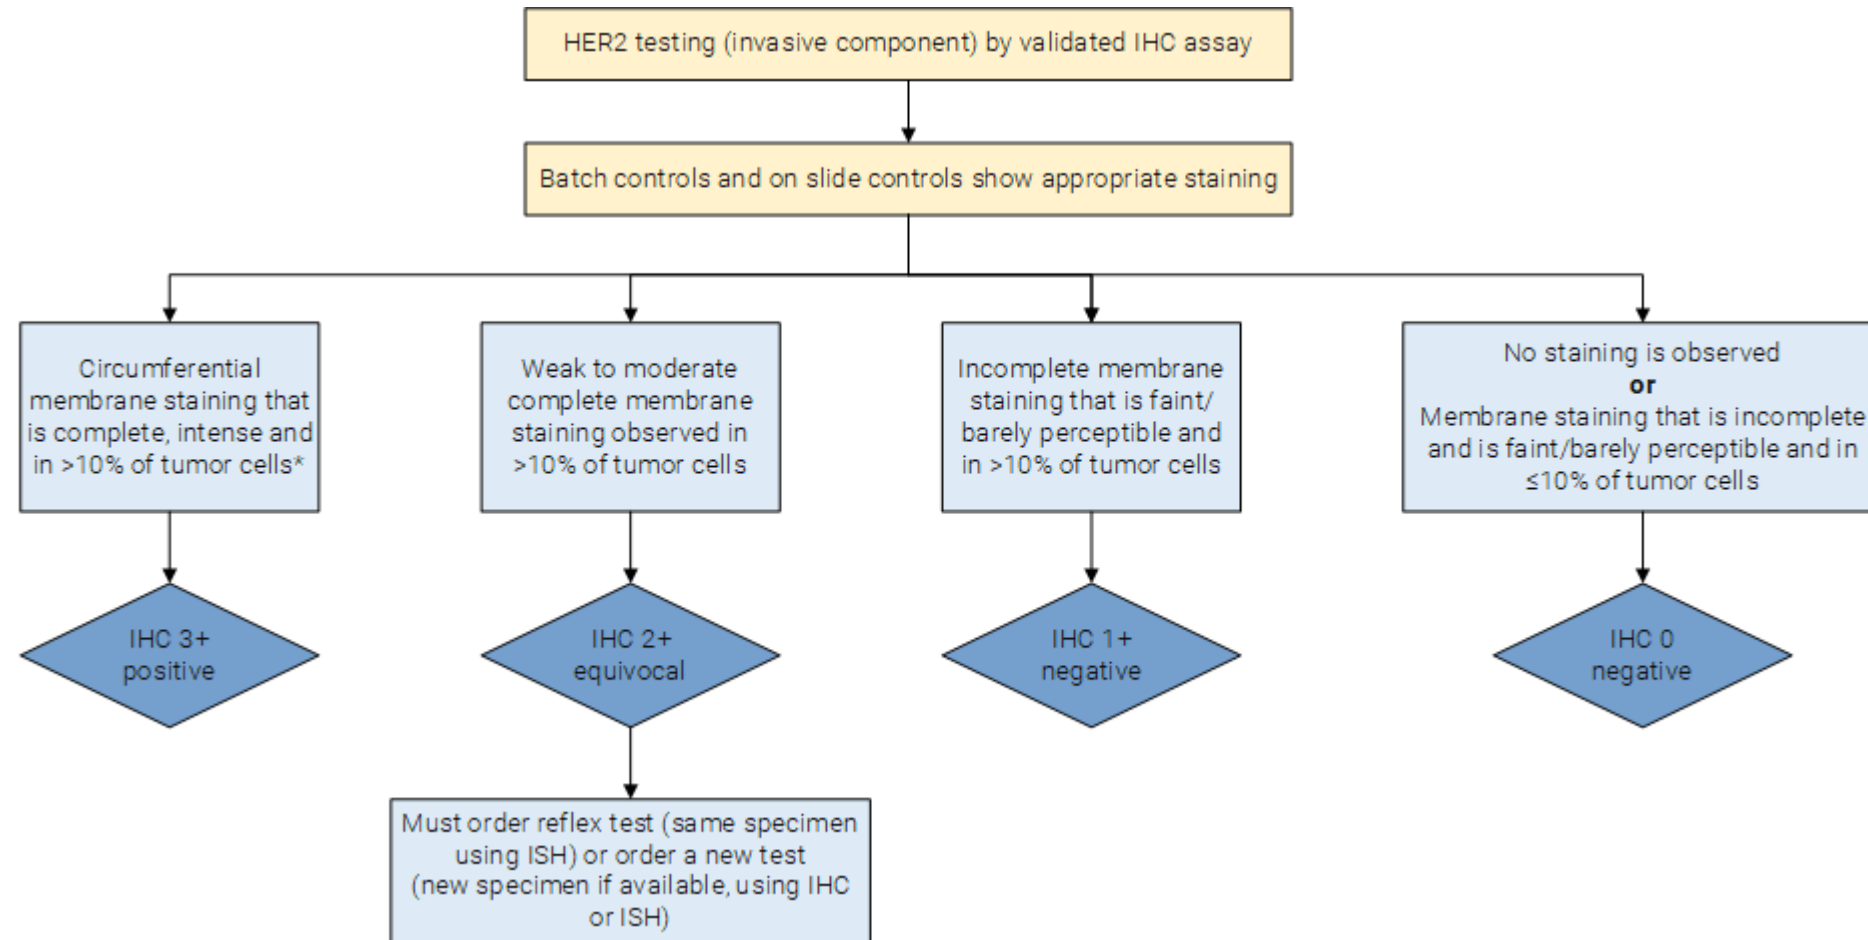 HER2 testing (invasive component) by validated IHC assay
Batch controls and on slide controls show appropriate staining
Circumferential
membrane staining that
is complete, intense and
in >10% of tumor cells*
Weak to moderate
complete membrane
staining observed in
>10% of tumor cells
Incomplete membrane
staining that is faint/
barely perceptible and
in >10% of tumor cells
No staining is observed
or
Membrane staining that is incomplete
and is faint/barely perceptible and in
≤10% of tumor cells
IHC 3+
positive
IHC 2+
equivocal
IHC 1+
negative
IHC 0
negative
Must order reflex test (same specimen
using ISH) or order a new test
(new specimen if available, using IHC
or ISH)